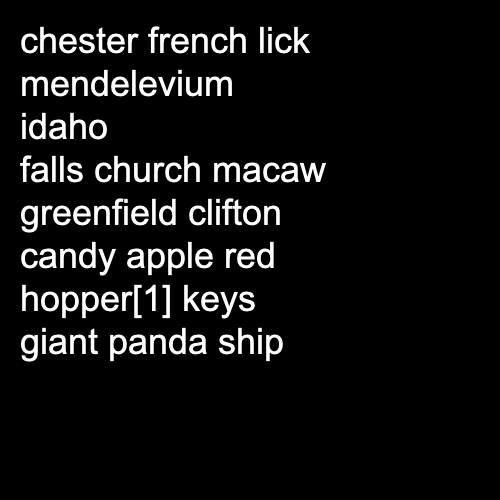 chester french lick
mendelevium
idaho
falls church macaw
greenfield clifton
candy apple red
hopper[1] keys
giant panda ship